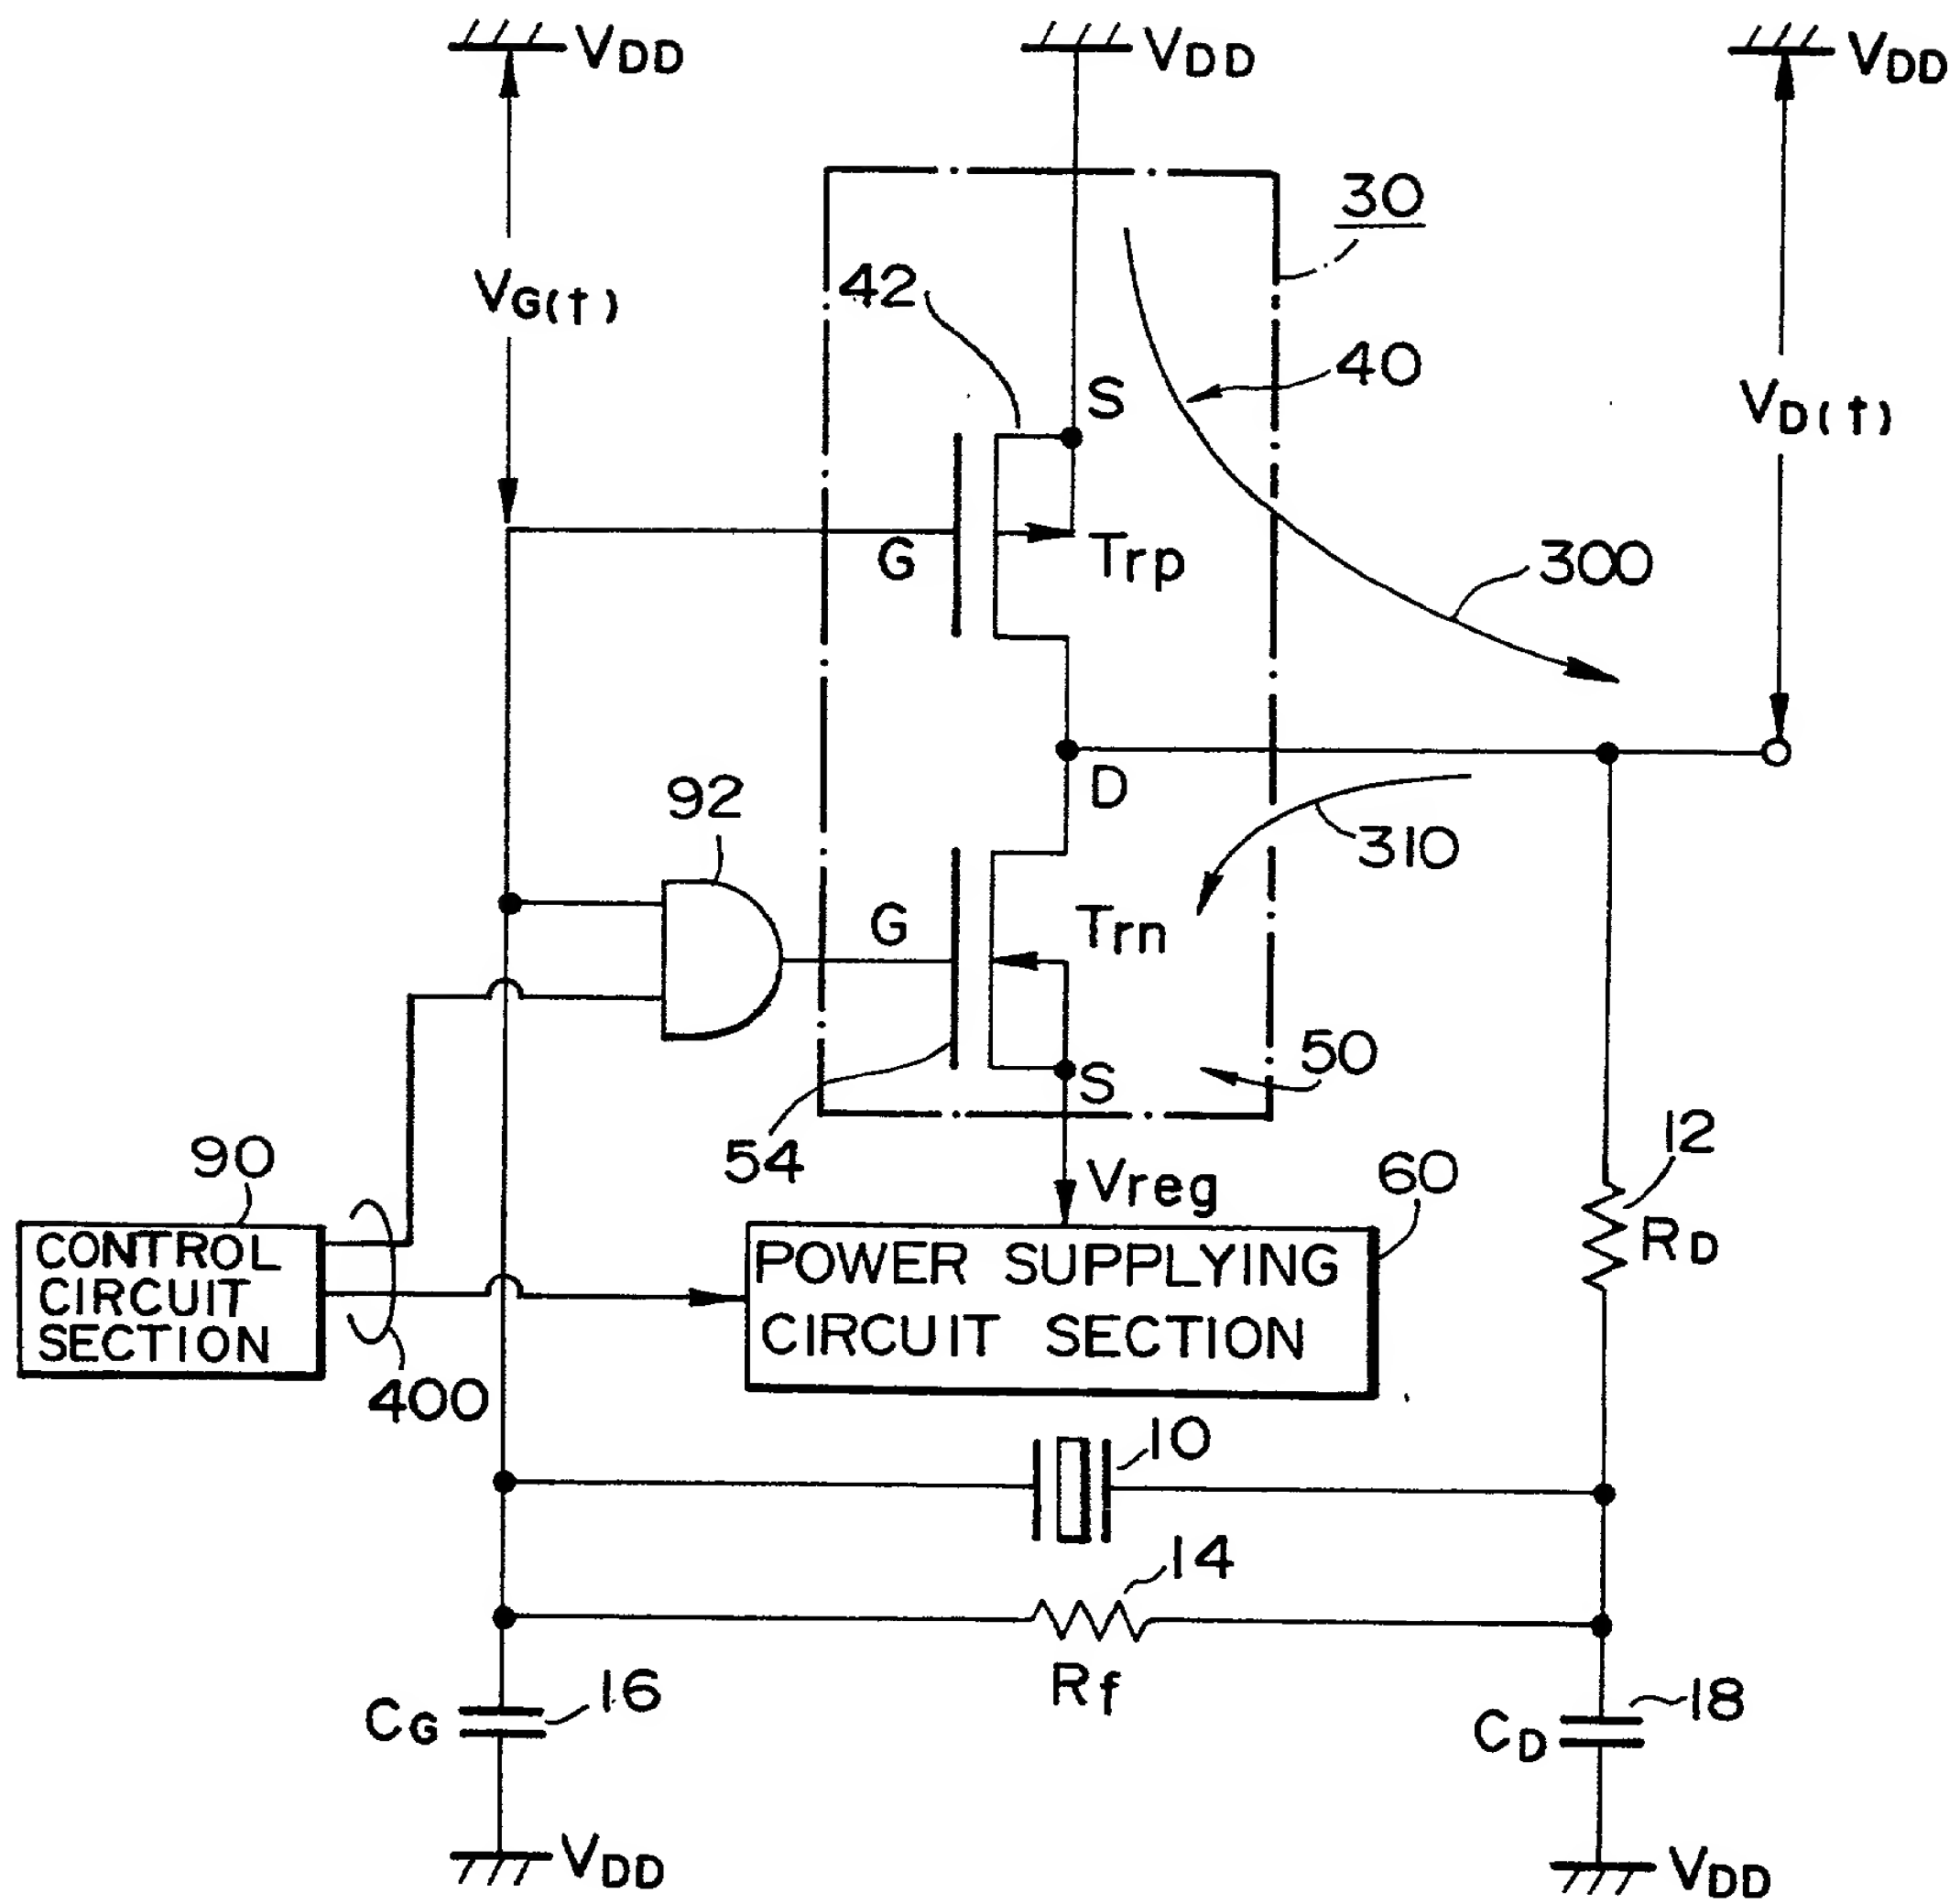 VDD
VDD
VDD
30
42
VG(t)
40
S
VD(t)
G
Trp
300
D
92
310
G
Trn
50
S
54
12
90
Vreg
60
RD
CONTROL
CIRCUIT
SECTION
POWER SUPPLYING
CIRCUIT SECTION
400
10
14
Rf
16
CG
18
CD
VDD
VDD